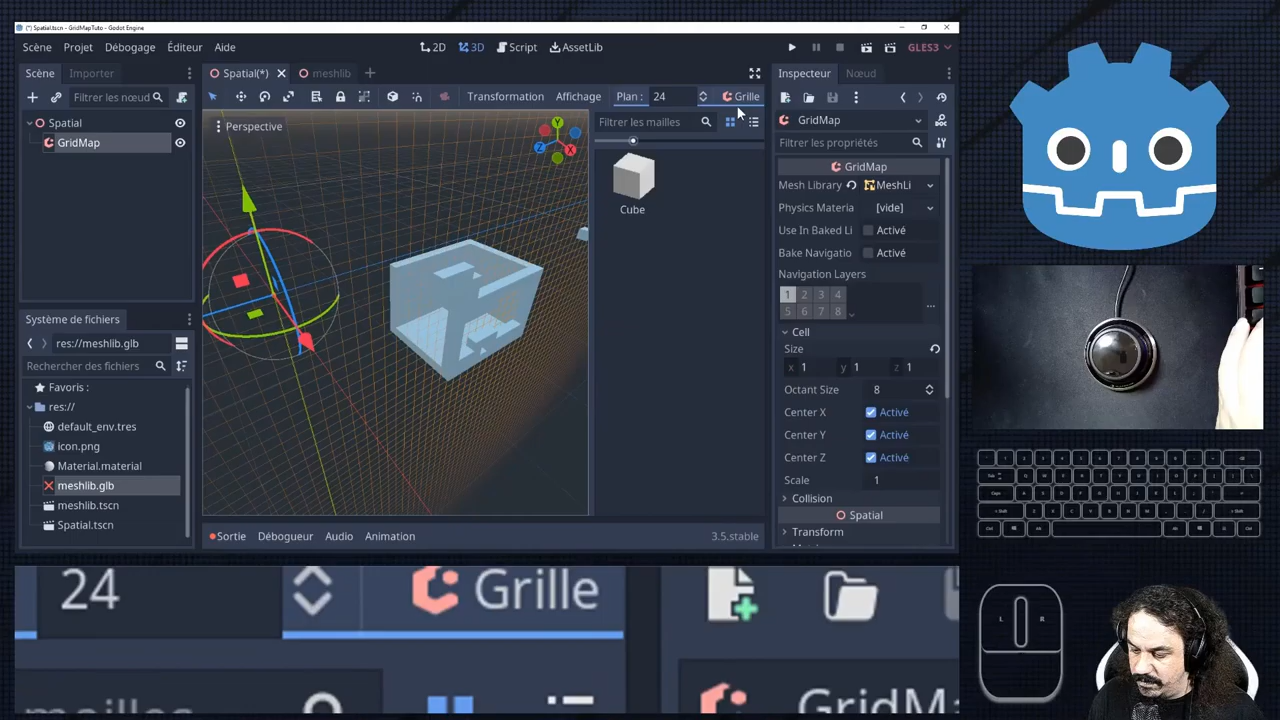 (*) Spatial.tscn - GridMapTuto - Godot Engine
Scène Projet Débogage Éditeur Aide
2D 3D Script AssetLib
GLES3
Scène Importer
Filtrer les nœud
Spatial
GridMap
Système de fichiers
res://meshlib.glb
Rechercher des fichiers
Favoris :
res://
default_env.tres
icon.png
Material.material
meshlib.glb
meshlib.tscn
Spatial.tscn
Spatial(*) meshlib
Transformation Affichage Plan : 24 Grille
Perspective
Y
Z
X
Filtrer les mailles
Cube
Sortie Débogueur Audio Animation 3.5.stable
Inspecteur Nœud
GridMap
Filtrer les propriétés
GridMap
Mesh Library MeshLi
Physics Materia [vide]
Use In Baked Li Activé
Bake Navigatio Activé
Navigation Layers
1 2 3 4
5 6 7 8
Cell
Size
x 1 y 1 z 1
Octant Size 8
Center X Activé
Center Y Activé
Center Z Activé
Scale 1
Collision
Spatial
Transform
24 Grille
mailles
GridMa
L R